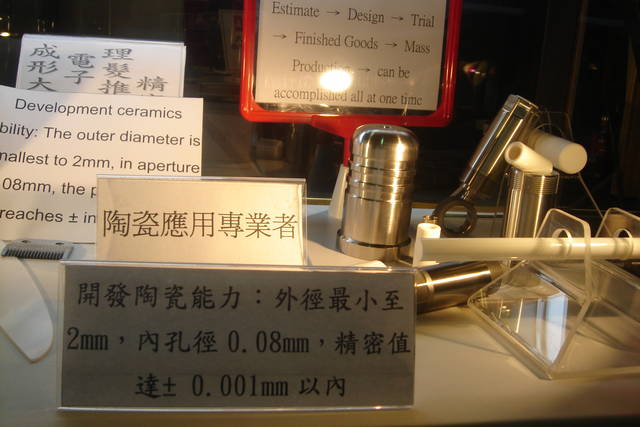 Estimate → Design → Trial
→ Finished Goods → Mass
Production → can be
accomplished all at one time
成 電 理
形 子 髮 精
大 推
Development ceramics
bility: The outer diameter is
mallest to 2mm, in aperture
08mm, the
reaches ± in
陶瓷應用專業者
開發陶瓷能力：外徑最小至
2mm，內孔徑 0.08mm，精密值
達± 0.001mm 以內